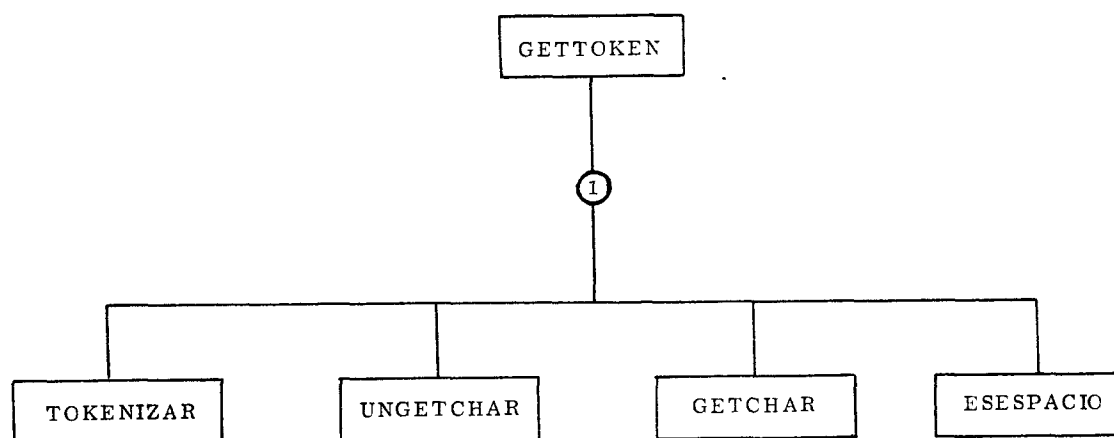 GETTOKEN
1
TOKENIZAR
UNGETCHAR
GETCHAR
ESESPACIO